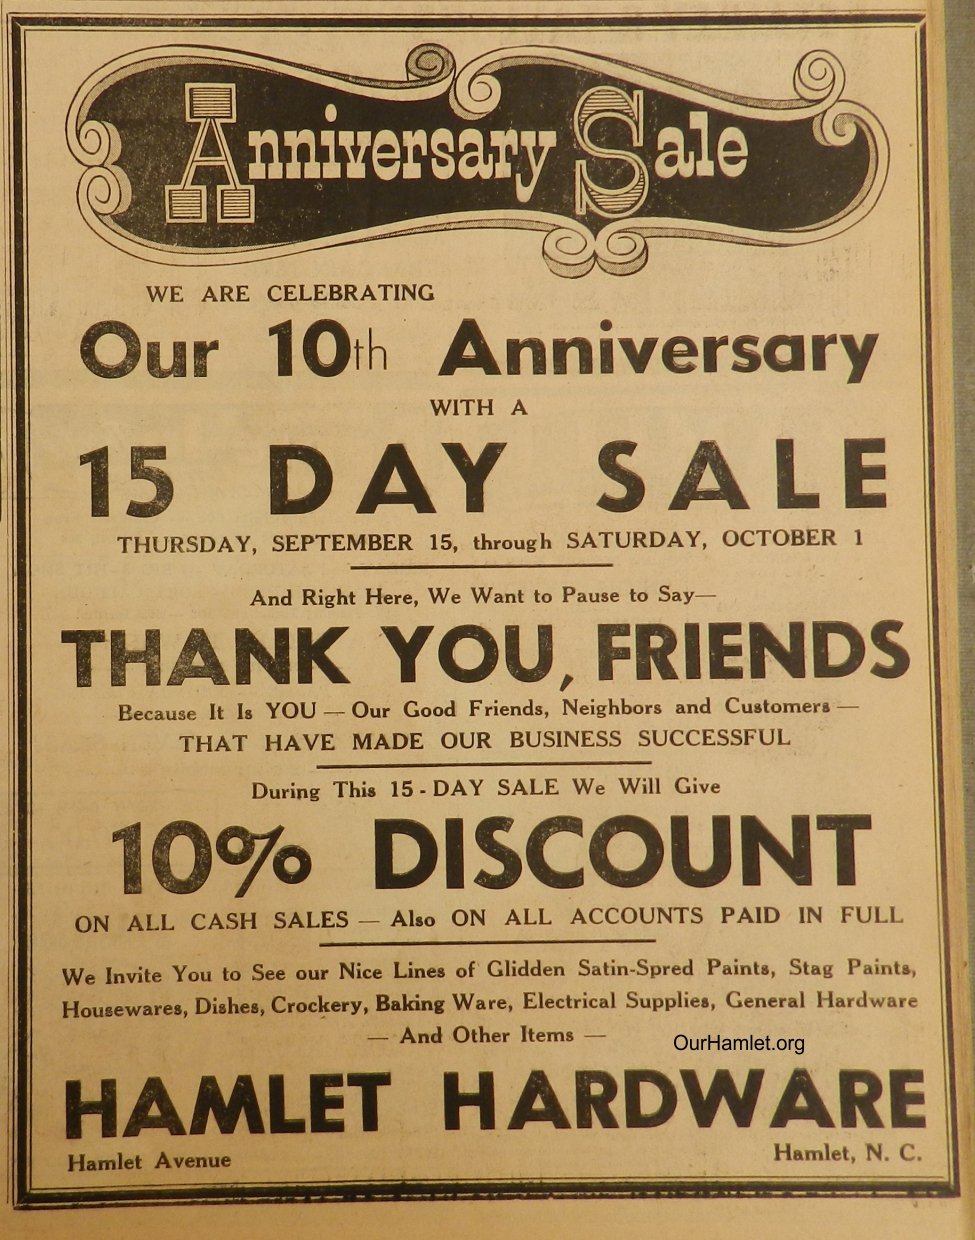 Anniversary Sale
WE ARE CELEBRATING
Our 10th Anniversary
WITH A
15 DAY SALE
THURSDAY, SEPTEMBER 15, through SATURDAY, OCTOBER 1
And Right Here, We Want to Pause to Say—
THANK YOU, FRIENDS
Because It Is YOU — Our Good Friends, Neighbors and Customers —
THAT HAVE MADE OUR BUSINESS SUCCESSFUL
During This 15 - DAY SALE We Will Give
10% DISCOUNT
ON ALL CASH SALES — Also ON ALL ACCOUNTS PAID IN FULL
We Invite You to See our Nice Lines of Glidden Satin-Spred Paints, Stag Paints,
Housewares, Dishes, Crockery, Baking Ware, Electrical Supplies, General Hardware
— And Other Items —
OurHamlet.org
HAMLET HARDWARE
Hamlet Avenue Hamlet, N. C.